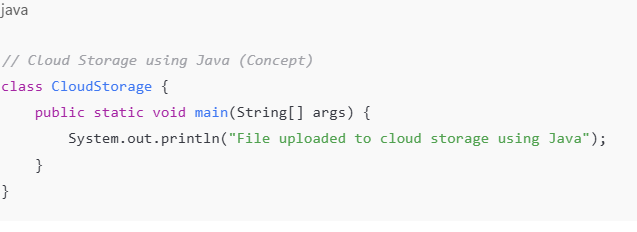 java
// Cloud Storage using Java (Concept)
class CloudStorage {
    public static void main(String[] args) {
        System.out.println("File uploaded to cloud storage using Java");
    }
}